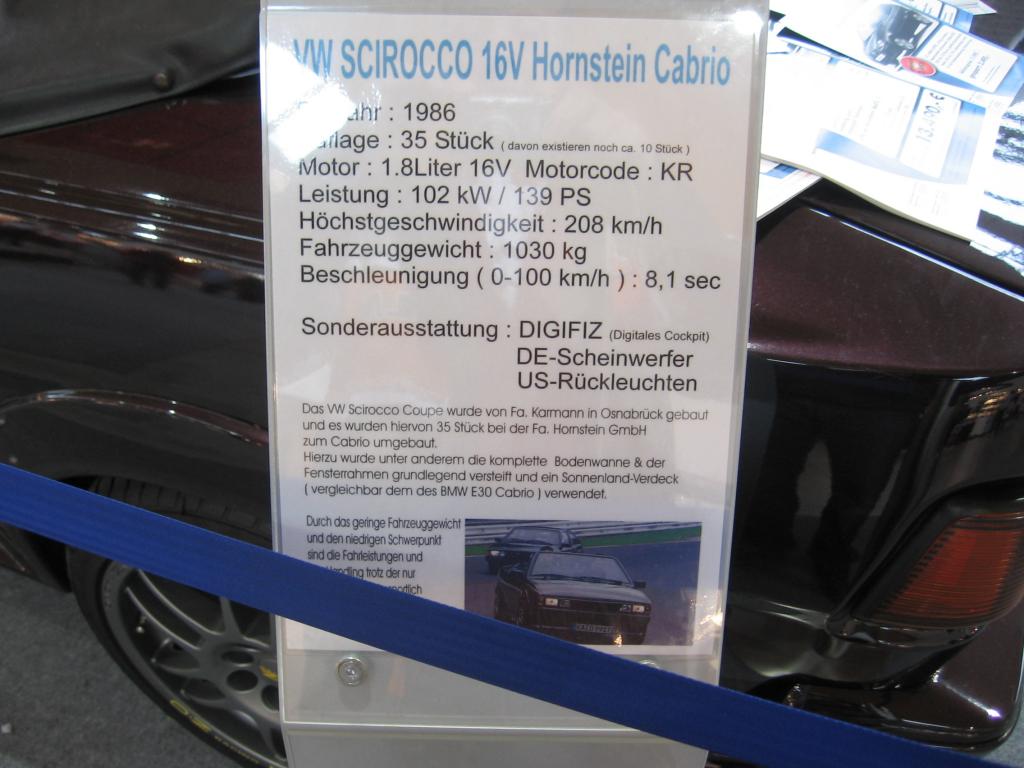 VW SCIROCCO 16V Hornstein Cabrio
: 1986
: 35 Stück ( davon existieren noch ca. 10 Stück )
Motor : 1.8Liter 16V Motorcode : KR
Leistung : 102 kW / 139 PS
Höchstgeschwindigkeit : 208 km/h
Fahrzeuggewicht : 1030 kg
Beschleunigung ( 0-100 km/h ) : 8,1 sec
Sonderausstattung : DIGIFIZ (Digitales Cockpit)
DE-Scheinwerfer
US-Rückleuchten
Das VW Scirocco Coupe wurde von Fa. Karmann in Osnabrück gebaut
und es wurden hiervon 35 Stück bei der Fa. Hornstein GmbH
zum Cabrio umgebaut.
Hierzu wurde unter anderem die komplette Bodenwanne & der
Fensterrahmen grundlegend versteift und ein Sonnenland-Verdeck
( vergleichbar dem des BMW E30 Cabrio ) verwendet.
Durch das geringe Fahrzeuggewicht
und den niedrigen Schwerpunkt
sind die Fahrleistungen und
trotz der nur